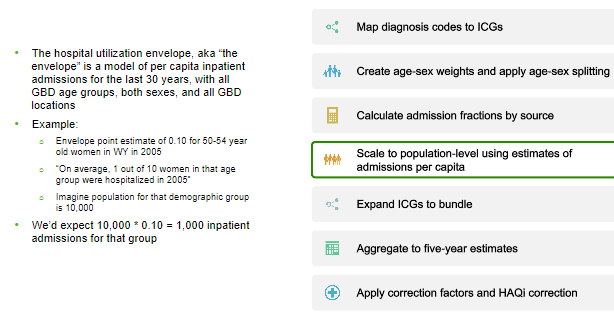 The hospital utilization envelope, aka “the
envelope” is a model of per capita inpatient
admissions for the last 30 years, with all
GBD age groups, both sexes, and all GBD
locations
Example:
Envelope point estimate of 0.10 for 50-54 year
old women in WY in 2005
“On average, 1 out of 10 women in that age
group were hospitalized in 2005”
Imagine population for that demographic group
is 10,000
We’d expect 10,000 * 0.10 = 1,000 inpatient
admissions for that group
Map diagnosis codes to ICGs
Create age-sex weights and apply age-sex splitting
Calculate admission fractions by source
Scale to population-level using estimates of
admissions per capita
Expand ICGs to bundle
Aggregate to five-year estimates
Apply correction factors and HAQi correction